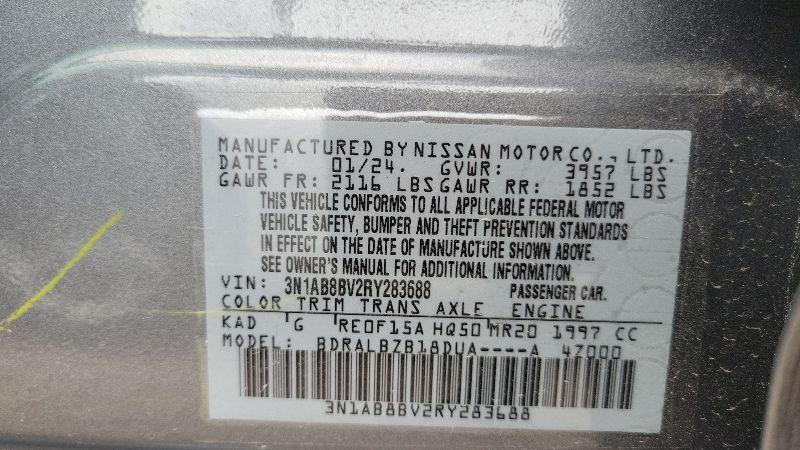 MANUFACTURED BY NISSAN MOTOR CO., LTD.
DATE: 01/24. GVWR: 3957 LBS
GAWR FR: 2116 LBS GAWR RR: 1852 LBS
THIS VEHICLE CONFORMS TO ALL APPLICABLE FEDERAL MOTOR
VEHICLE SAFETY, BUMPER AND THEFT PREVENTION STANDARDS
IN EFFECT ON THE DATE OF MANUFACTURE SHOWN ABOVE.
SEE OWNER'S MANUAL FOR ADDITIONAL INFORMATION.
VIN: 3N1AB8BV2RY283688 PASSENGER CAR.
COLOR TRIM TRANS AXLE ENGINE
KAD G RE0F15A HQ50 MR20 1997 CC
MODEL: BDRALBZB18DUA----A 4Z000
3N1AB8BV2RY283688